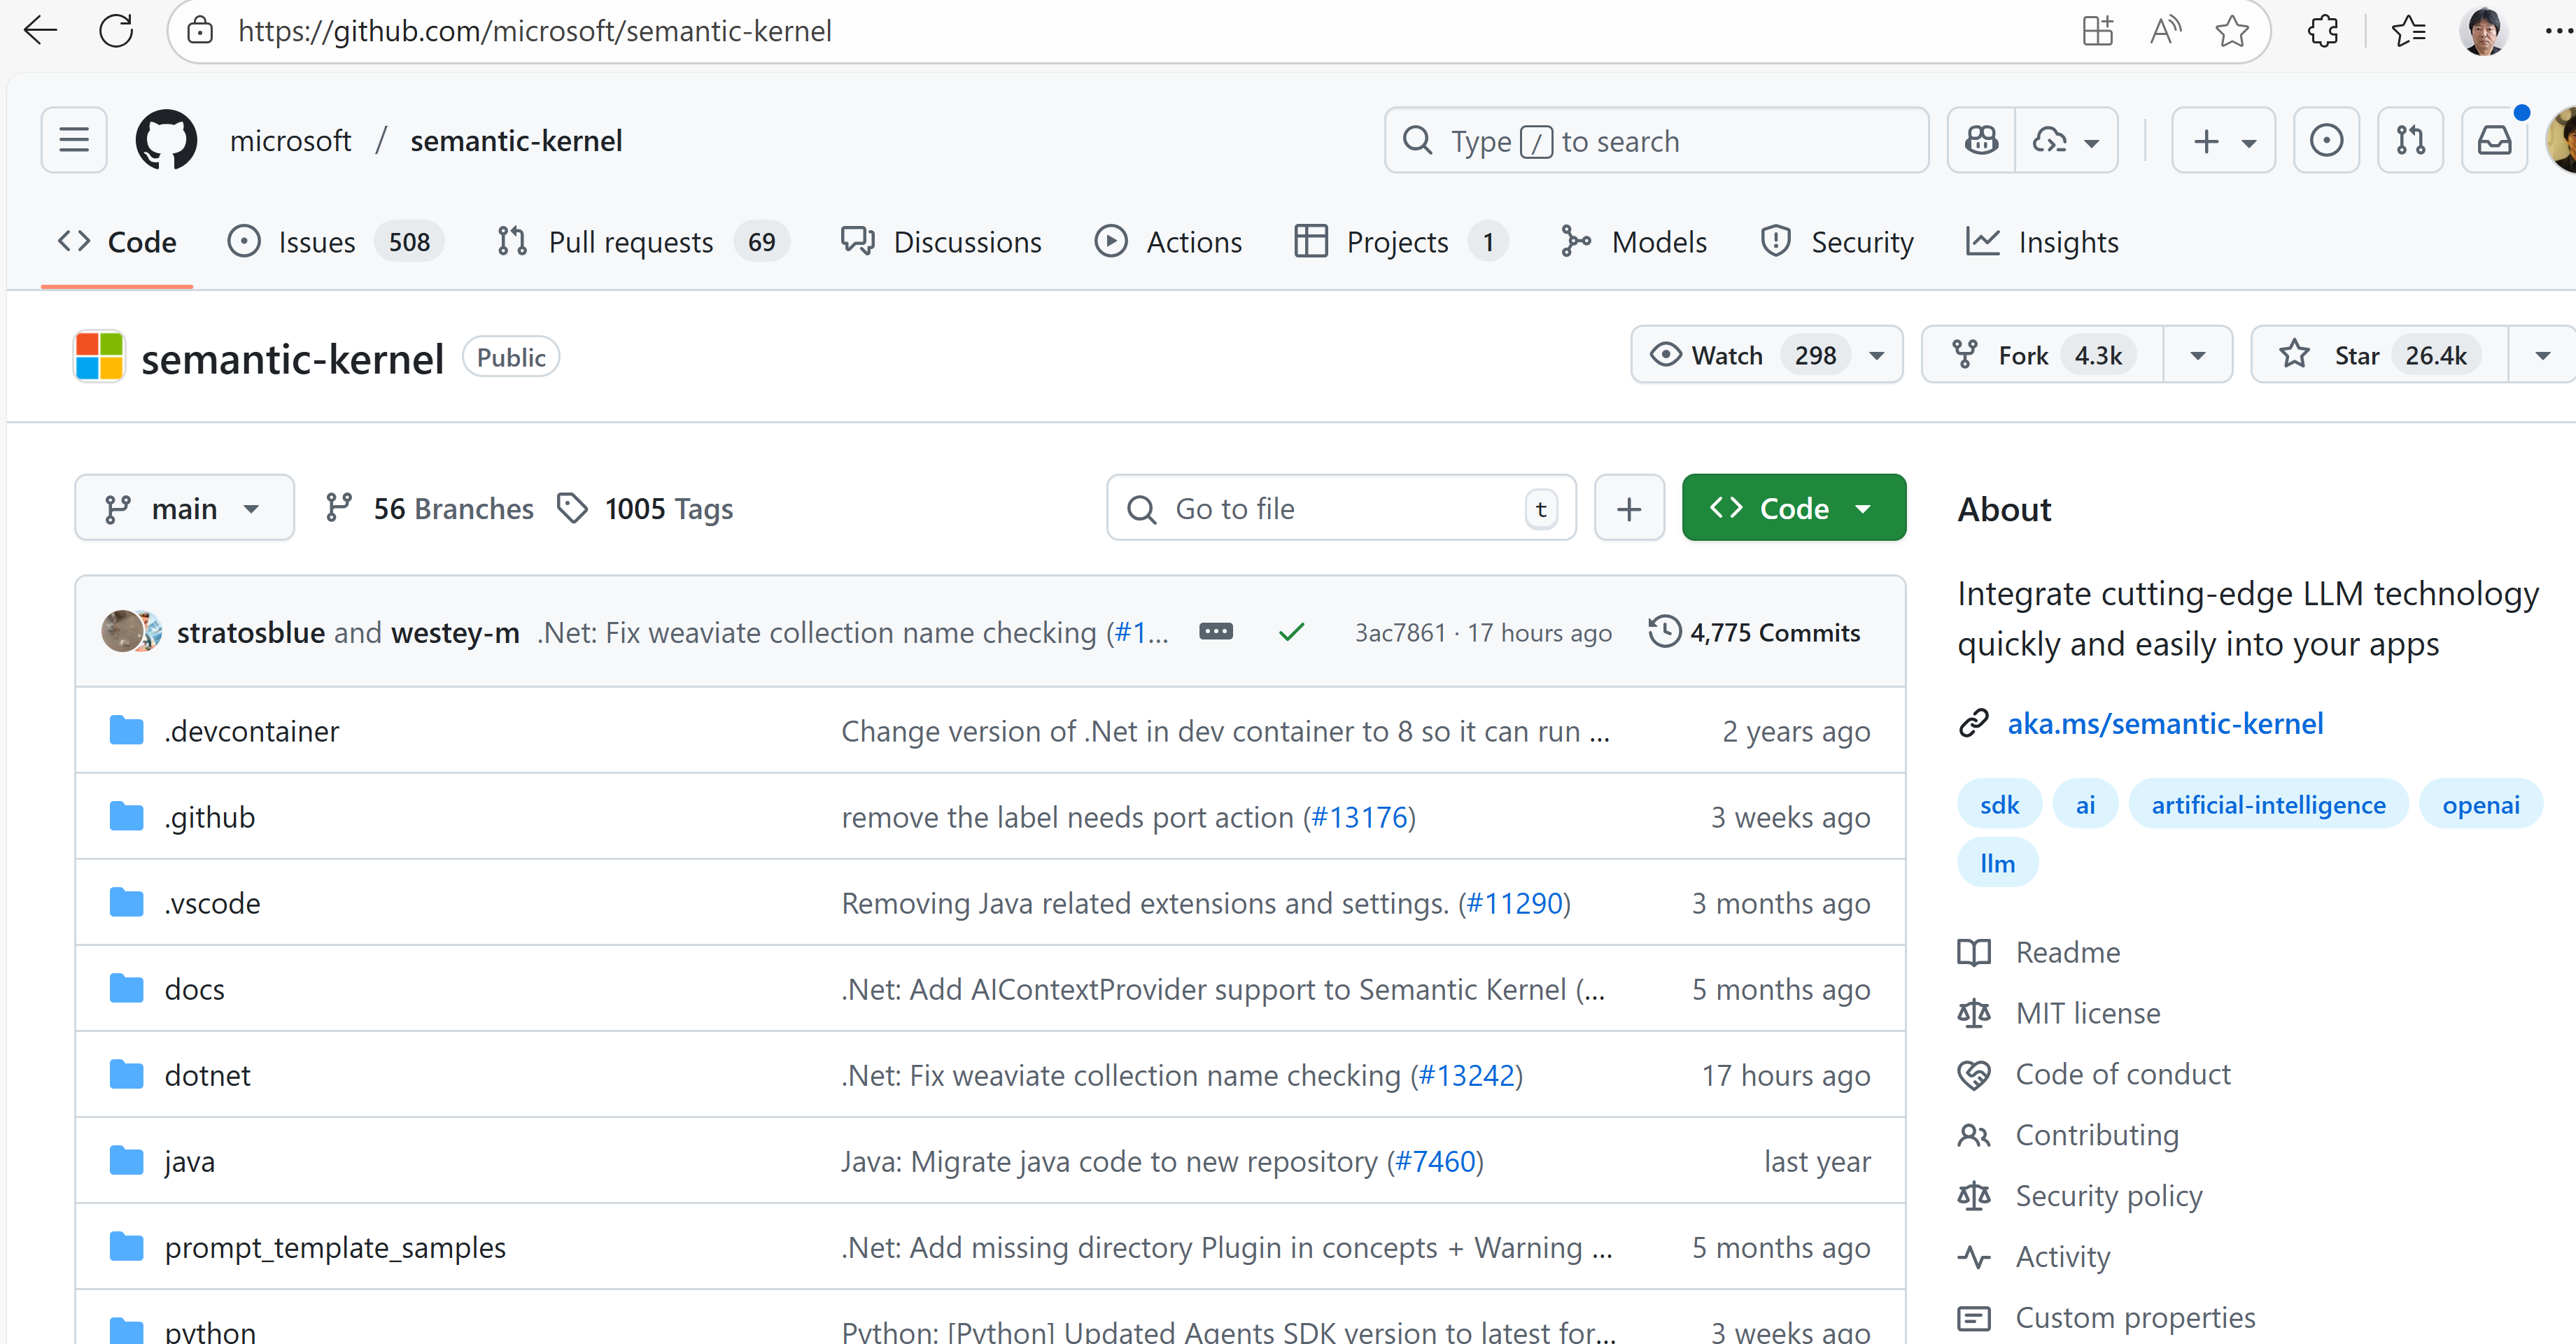 https://github.com/microsoft/semantic-kernel
microsoft / semantic-kernel
Type / to search
Code
Issues 508
Pull requests 69
Discussions
Actions
Projects 1
Models
Security
Insights
semantic-kernel Public
Watch 298
Fork 4.3k
Star 26.4k
main
56 Branches
1005 Tags
Go to file t
Code
stratosblue and westey-m .Net: Fix weaviate collection name checking (#1... 3ac7861 · 17 hours ago 4,775 Commits
.devcontainer Change version of .Net in dev container to 8 so it can run ... 2 years ago
.github remove the label needs port action (#13176) 3 weeks ago
.vscode Removing Java related extensions and settings. (#11290) 3 months ago
docs .Net: Add AIContextProvider support to Semantic Kernel (... 5 months ago
dotnet .Net: Fix weaviate collection name checking (#13242) 17 hours ago
java Java: Migrate java code to new repository (#7460) last year
prompt_template_samples .Net: Add missing directory Plugin in concepts + Warning ... 5 months ago
python Python: [Python] Updated Agents SDK version to latest for... 3 weeks ago
About
Integrate cutting-edge LLM technology
quickly and easily into your apps
aka.ms/semantic-kernel
sdk ai artificial-intelligence openai
llm
Readme
MIT license
Code of conduct
Contributing
Security policy
Activity
Custom properties